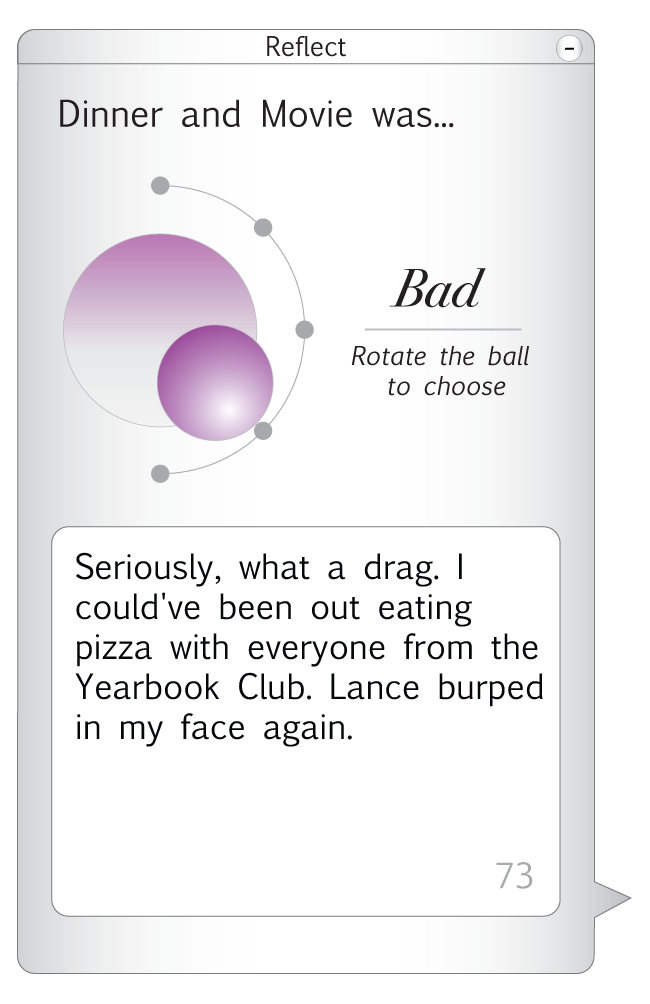 Reflect
-
Dinner and Movie was...
Bad
Rotate the ball
to choose
Seriously, what a drag. I
could've been out eating
pizza with everyone from the
Yearbook Club. Lance burped
in my face again.
73